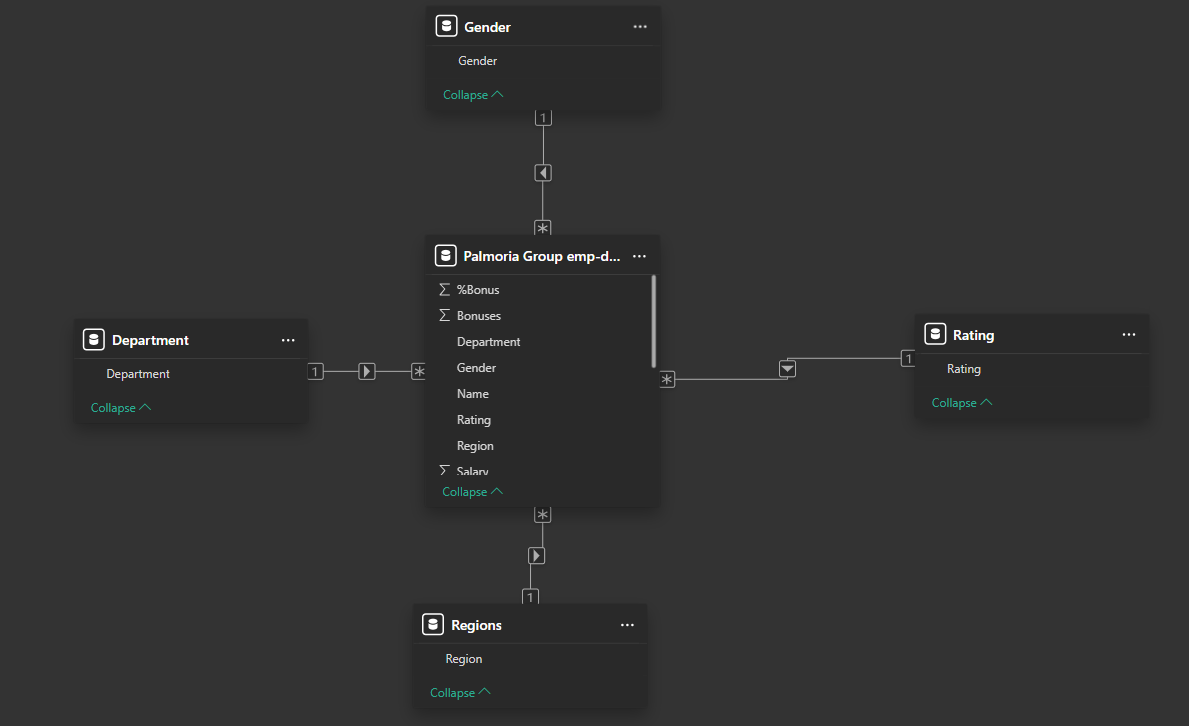 Gender
Gender
Collapse
1
*
Palmoria Group emp-d...
%Bonus
Bonuses
Department
Gender
Name
Rating
Region
Salary
Collapse
Department
Department
Collapse
1
*
Rating
Rating
Collapse
1
*
*
1
Regions
Region
Collapse